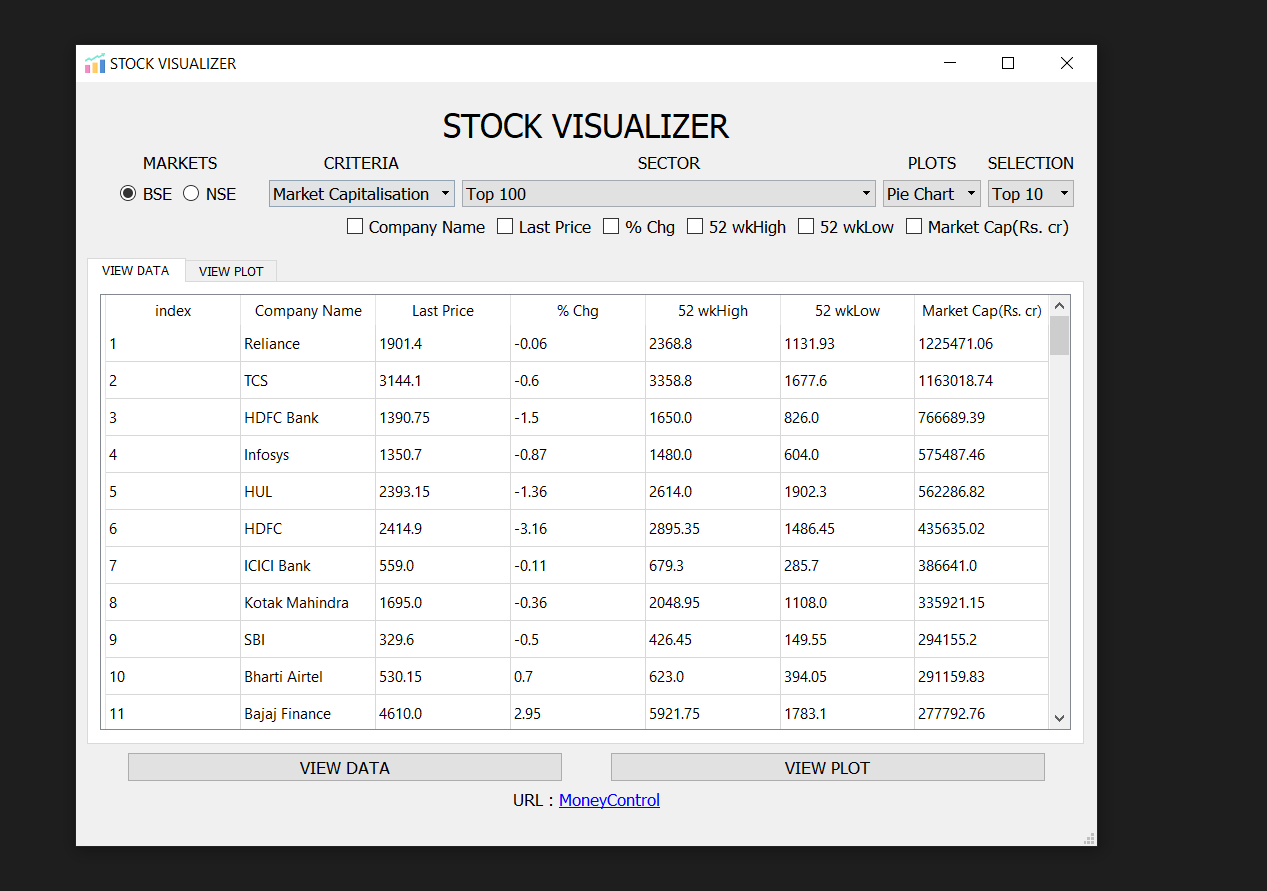 STOCK VISUALIZER
STOCK VISUALIZER
MARKETS CRITERIA SECTOR PLOTS SELECTION
BSE NSE Market Capitalisation Top 100 Pie Chart Top 10
Company Name Last Price % Chg 52 wkHigh 52 wkLow Market Cap(Rs. cr)
VIEW DATA VIEW PLOT
index Company Name Last Price % Chg 52 wkHigh 52 wkLow Market Cap(Rs. cr)
1 Reliance 1901.4 -0.06 2368.8 1131.93 1225471.06
2 TCS 3144.1 -0.6 3358.8 1677.6 1163018.74
3 HDFC Bank 1390.75 -1.5 1650.0 826.0 766689.39
4 Infosys 1350.7 -0.87 1480.0 604.0 575487.46
5 HUL 2393.15 -1.36 2614.0 1902.3 562286.82
6 HDFC 2414.9 -3.16 2895.35 1486.45 435635.02
7 ICICI Bank 559.0 -0.11 679.3 285.7 386641.0
8 Kotak Mahindra 1695.0 -0.36 2048.95 1108.0 335921.15
9 SBI 329.6 -0.5 426.45 149.55 294155.2
10 Bharti Airtel 530.15 0.7 623.0 394.05 291159.83
11 Bajaj Finance 4610.0 2.95 5921.75 1783.1 277792.76
VIEW DATA VIEW PLOT
URL : MoneyControl